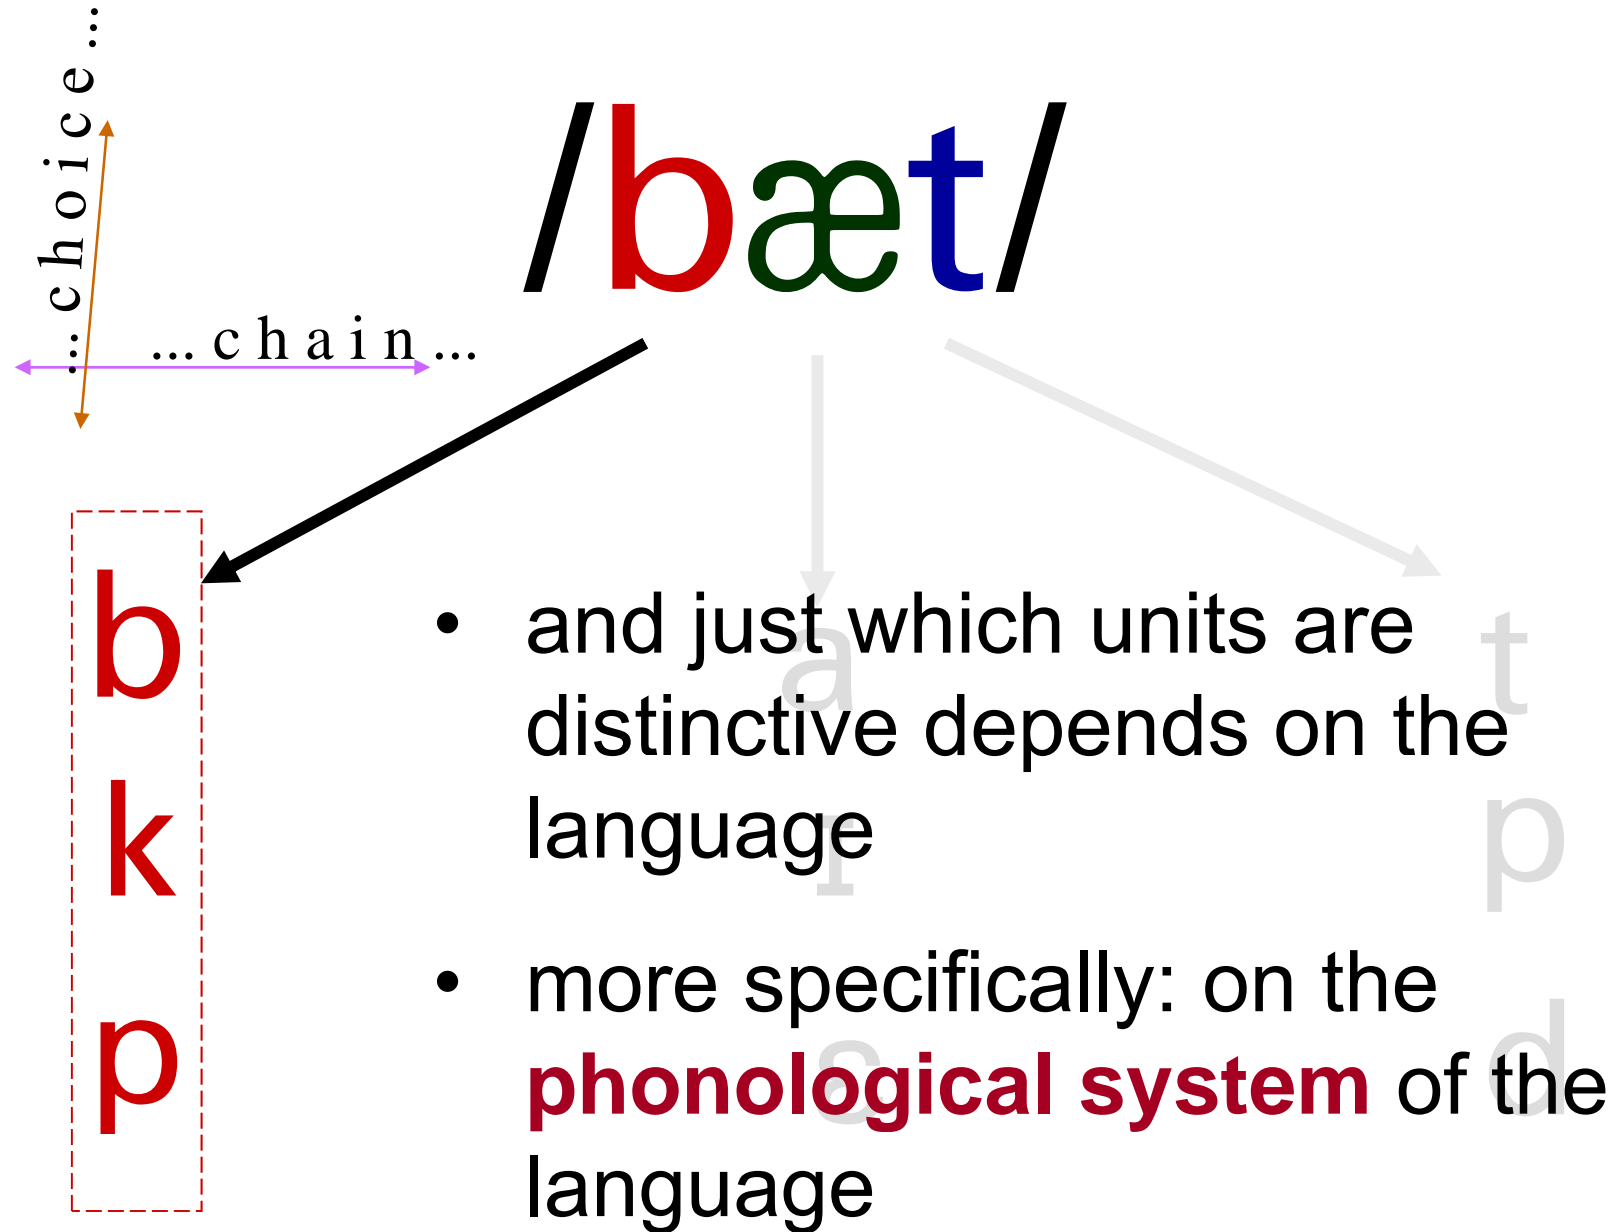 ...choice...
/bæt/
...chain...
b
k
p
a
ɪ
t
p
d
• and just which units are
distinctive depends on the
language
• more specifically: on the
phonological system of the
language